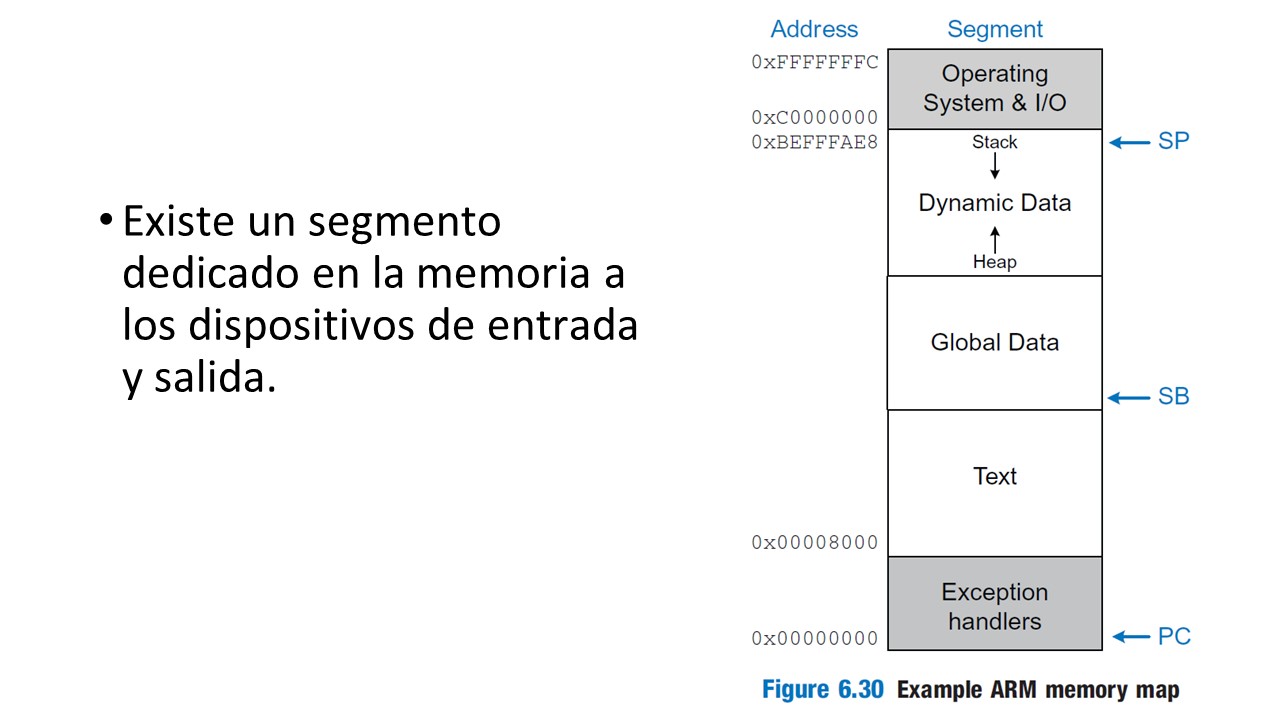 • Existe un segmento
dedicado en la memoria a
los dispositivos de entrada
y salida.
Address Segment
0xFFFFFFFC
Operating
System & I/O
0xC0000000
0xBEFFFAE8 Stack SP
Dynamic Data
Heap
Global Data
SB
Text
0x00008000
Exception
handlers
0x00000000 PC
Figure 6.30 Example ARM memory map